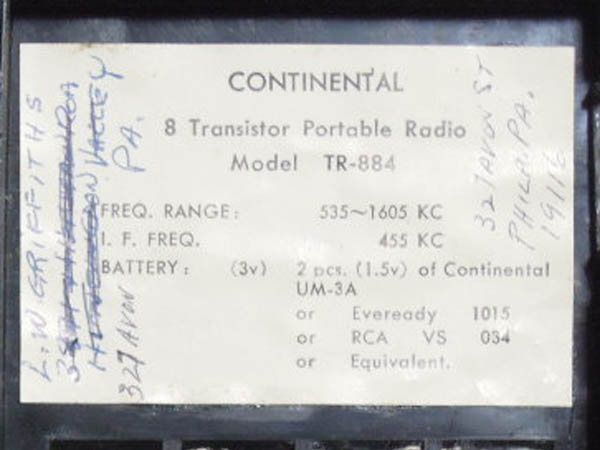 CONTINENTAL
8 Transistor Portable Radio
Model TR-884
FREQ. RANGE: 535~1605 KC
I. F. FREQ. 455 KC
BATTERY: (3v) 2 pcs. (1.5v) of Continental
UM-3A
or Eveready 1015
or RCA VS 034
or Equivalent.
L. W GRIFFITHS
VALLEY
PA.
327 AVON
327 AVON ST
PHILA. PA.
19116